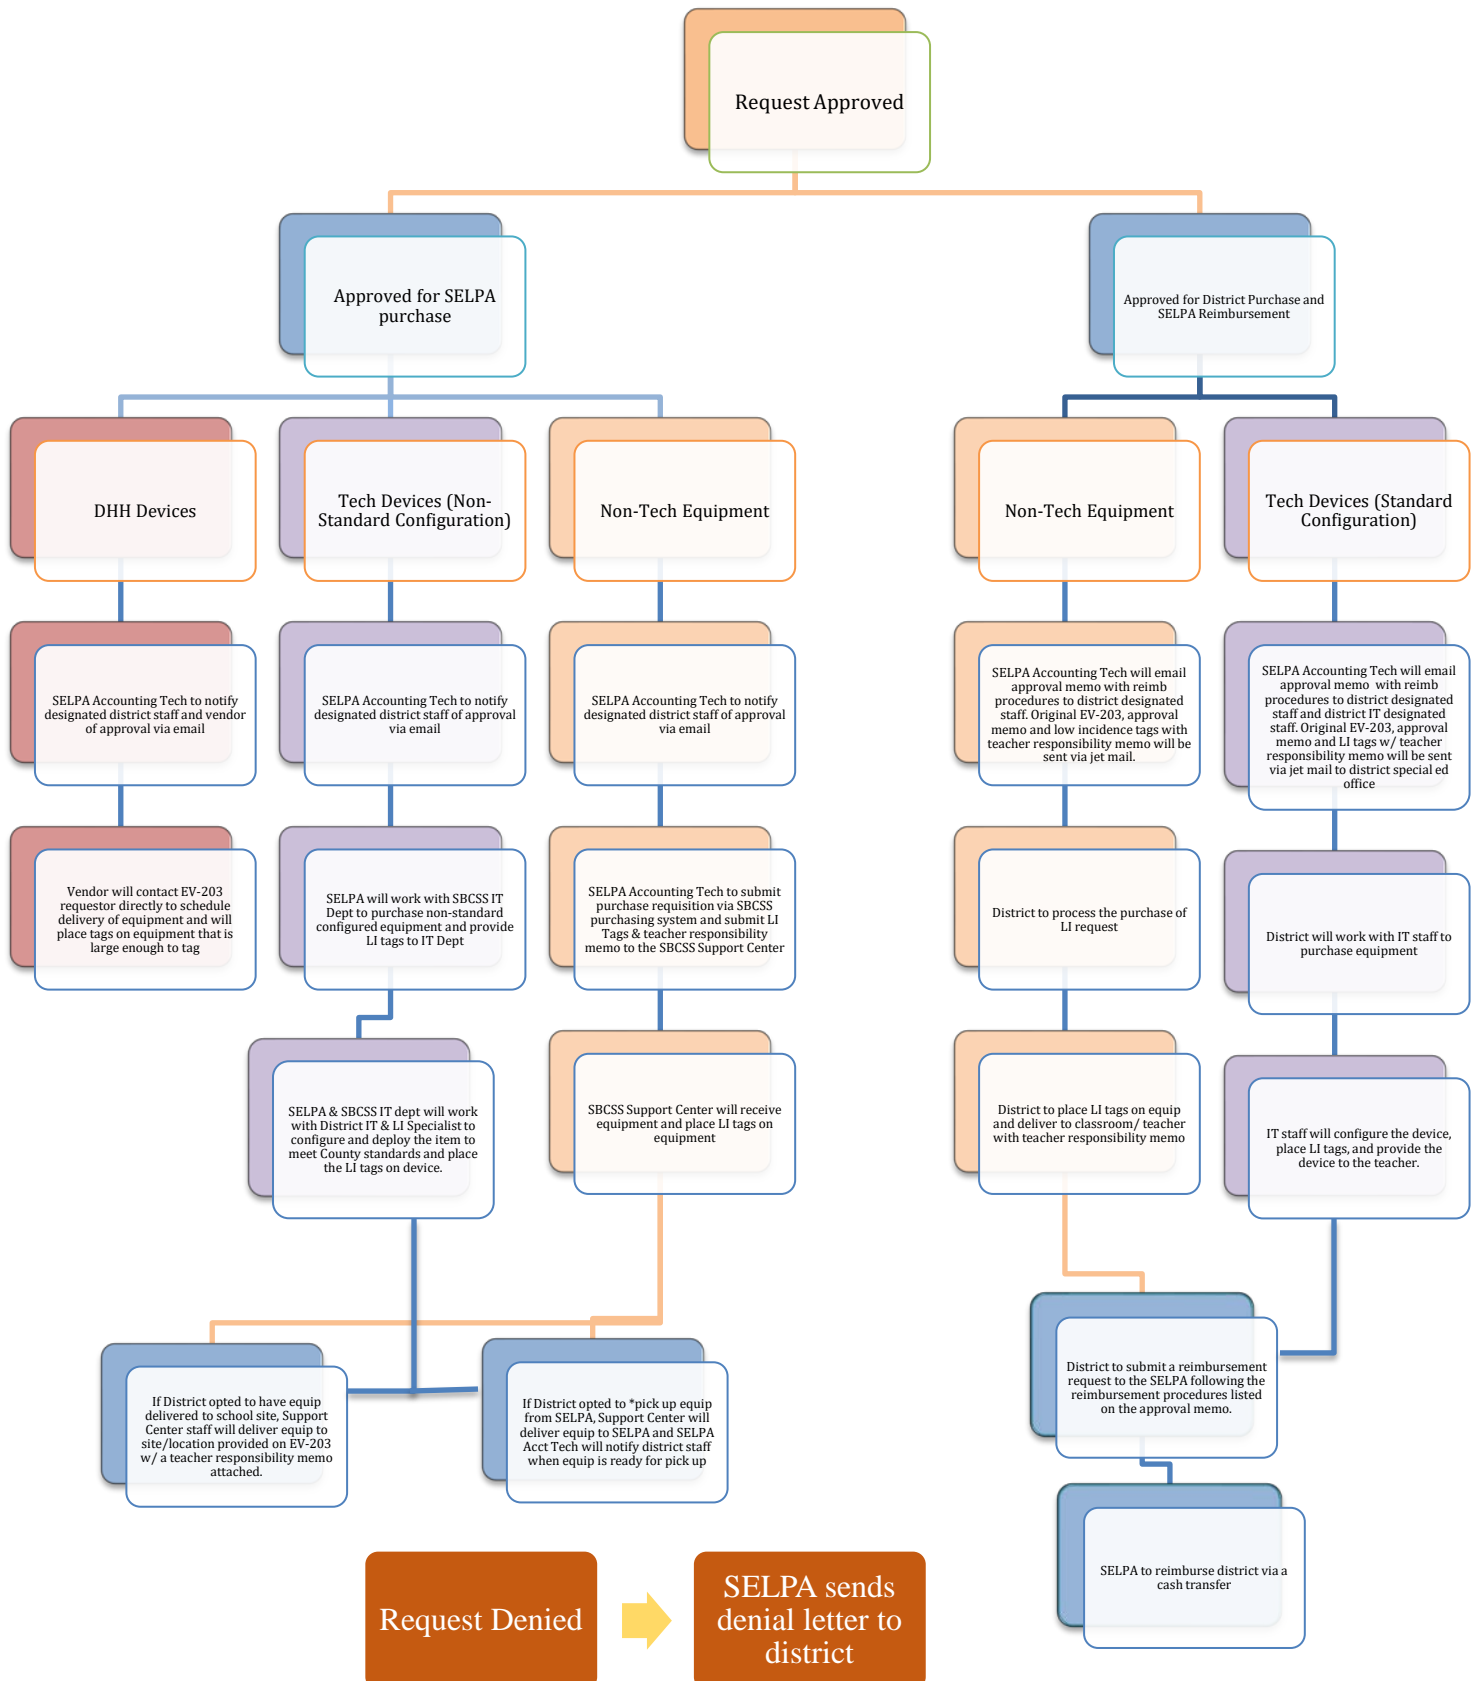 Request Approved
Approved for SELPA
purchase
Approved for District Purchase and
SELPA Reimbursement
DHH Devices
Tech Devices (Non-
Standard Configuration)
Non-Tech Equipment
Non-Tech Equipment
Tech Devices (Standard
Configuration)
SELPA Accounting Tech to notify
designated district staff and vendor
of approval via email
SELPA Accounting Tech to notify
designated district staff of approval
via email
SELPA Accounting Tech to notify
designated district staff of approval
via email
SELPA Accounting Tech will email
approval memo with reimb
procedures to district designated
staff. Original EV-203, approval
memo and low incidence tags with
teacher responsibility memo will be
sent via jet mail.
SELPA Accounting Tech will email
approval memo with reimb
procedures to district designated
staff and district IT designated
staff. Original EV-203, approval
memo and LI tags w/ teacher
responsibility memo will be sent
via jet mail to district special ed
office
Vendor will contact EV-203
requestor directly to schedule
delivery of equipment and will
place tags on equipment that is
large enough to tag
SELPA will work with SBCSS IT
Dept to purchase non-standard
configured equipment and provide
LI tags to IT Dept
SELPA Accounting Tech to submit
purchase requisition via SBCSS
purchasing system and submit LI
Tags & teacher responsibility
memo to the SBCSS Support Center
District to process the purchase of
LI request
District will work with IT staff to
purchase equipment
SELPA & SBCSS IT dept will work
with District IT & LI Specialist to
configure and deploy the item to
meet County standards and place
the LI tags on device.
SBCSS Support Center will receive
equipment and place LI tags on
equipment
District to place LI tags on equip
and deliver to classroom/ teacher
with teacher responsibility memo
IT staff will configure the device,
place LI tags, and provide the
device to the teacher.
If District opted to have equip
delivered to school site, Support
Center staff will deliver equip to
site/location provided on EV-203
w/ a teacher responsibility memo
attached.
If District opted to *pick up equip
from SELPA, Support Center will
deliver equip to SELPA and SELPA
Acct Tech will notify district staff
when equip is ready for pick up
District to submit a reimbursement
request to the SELPA following the
reimbursement procedures listed
on the approval memo.
SELPA to reimburse district via a
cash transfer
Request Denied
SELPA sends
denial letter to
district